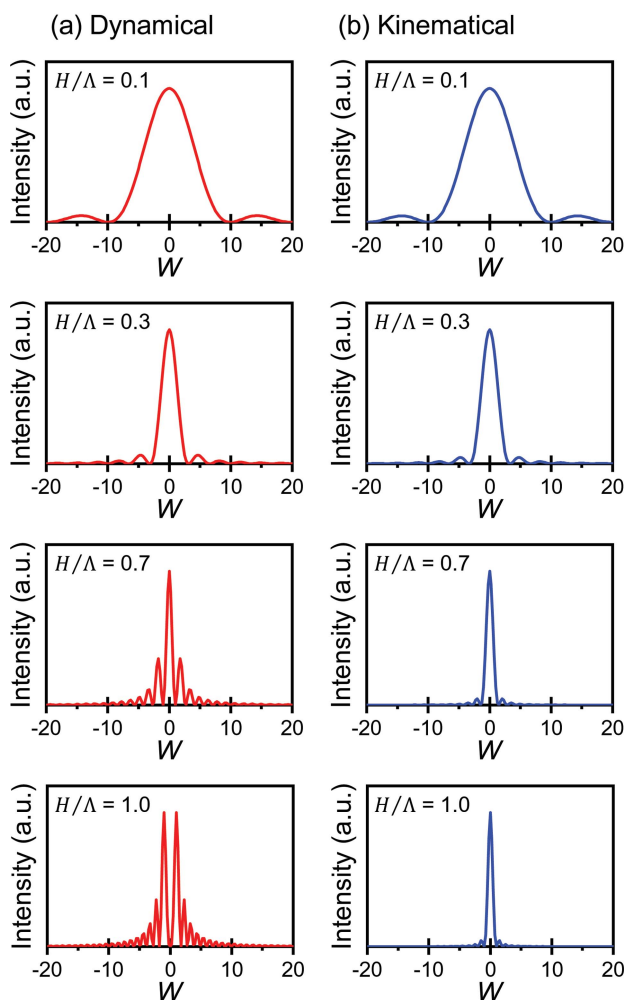 (a) Dynamical (b) Kinematical
H/Λ = 0.1 H/Λ = 0.1
Intensity (a.u.) Intensity (a.u.)
-20 -10 0 10 20 -20 -10 0 10 20
W W
H/Λ = 0.3 H/Λ = 0.3
Intensity (a.u.) Intensity (a.u.)
-20 -10 0 10 20 -20 -10 0 10 20
W W
H/Λ = 0.7 H/Λ = 0.7
Intensity (a.u.) Intensity (a.u.)
-20 -10 0 10 20 -20 -10 0 10 20
W W
H/Λ = 1.0 H/Λ = 1.0
Intensity (a.u.) Intensity (a.u.)
-20 -10 0 10 20 -20 -10 0 10 20
W W